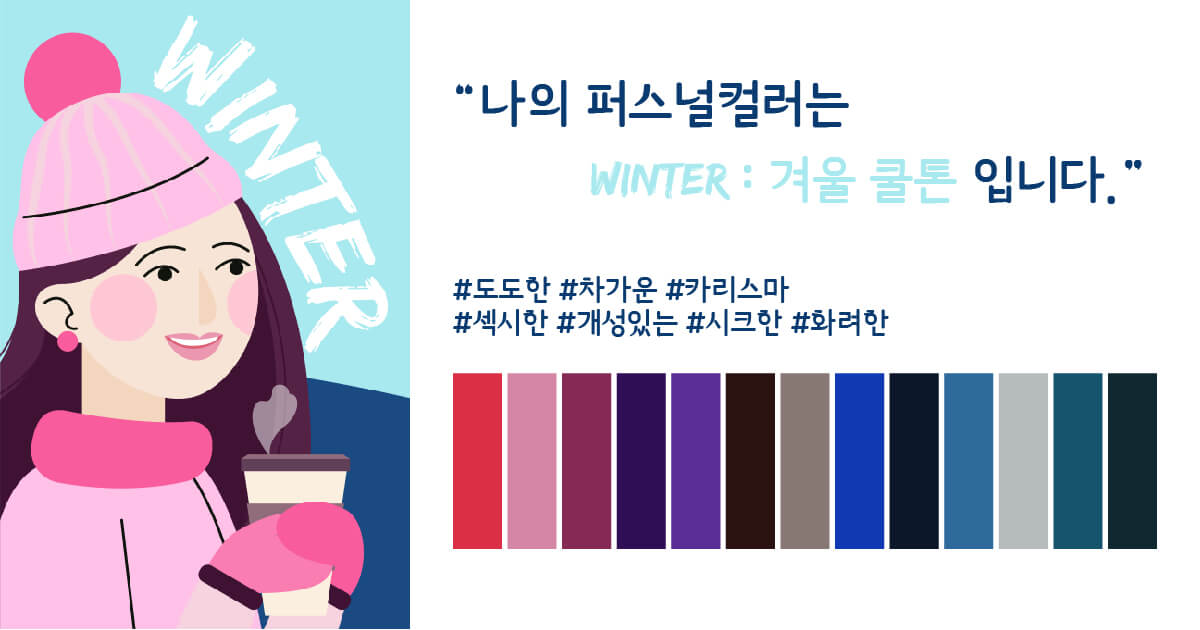 WINTER
“나의 퍼스널컬러는
WINTER : 겨울 쿨톤 입니다.”
#도도한 #차가운 #카리스마
#섹시한 #개성있는 #시크한 #화려한